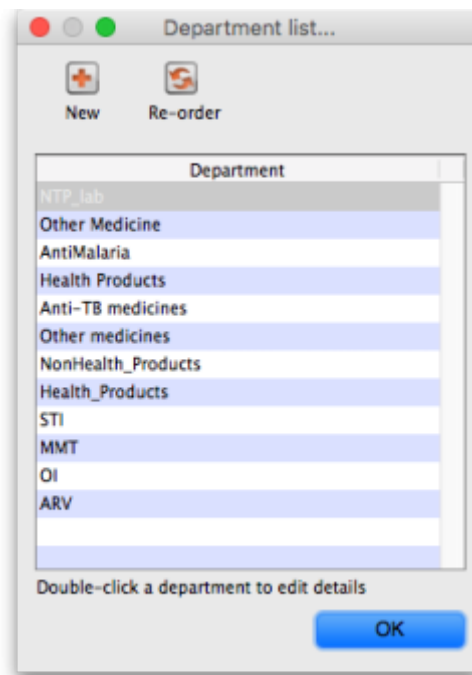 Department list...
New Re-order
Department
NTP_lab
Other Medicine
AntiMalaria
Health Products
Anti-TB medicines
Other medicines
NonHealth_Products
Health_Products
STI
MMT
OI
ARV
Double-click a department to edit details
OK